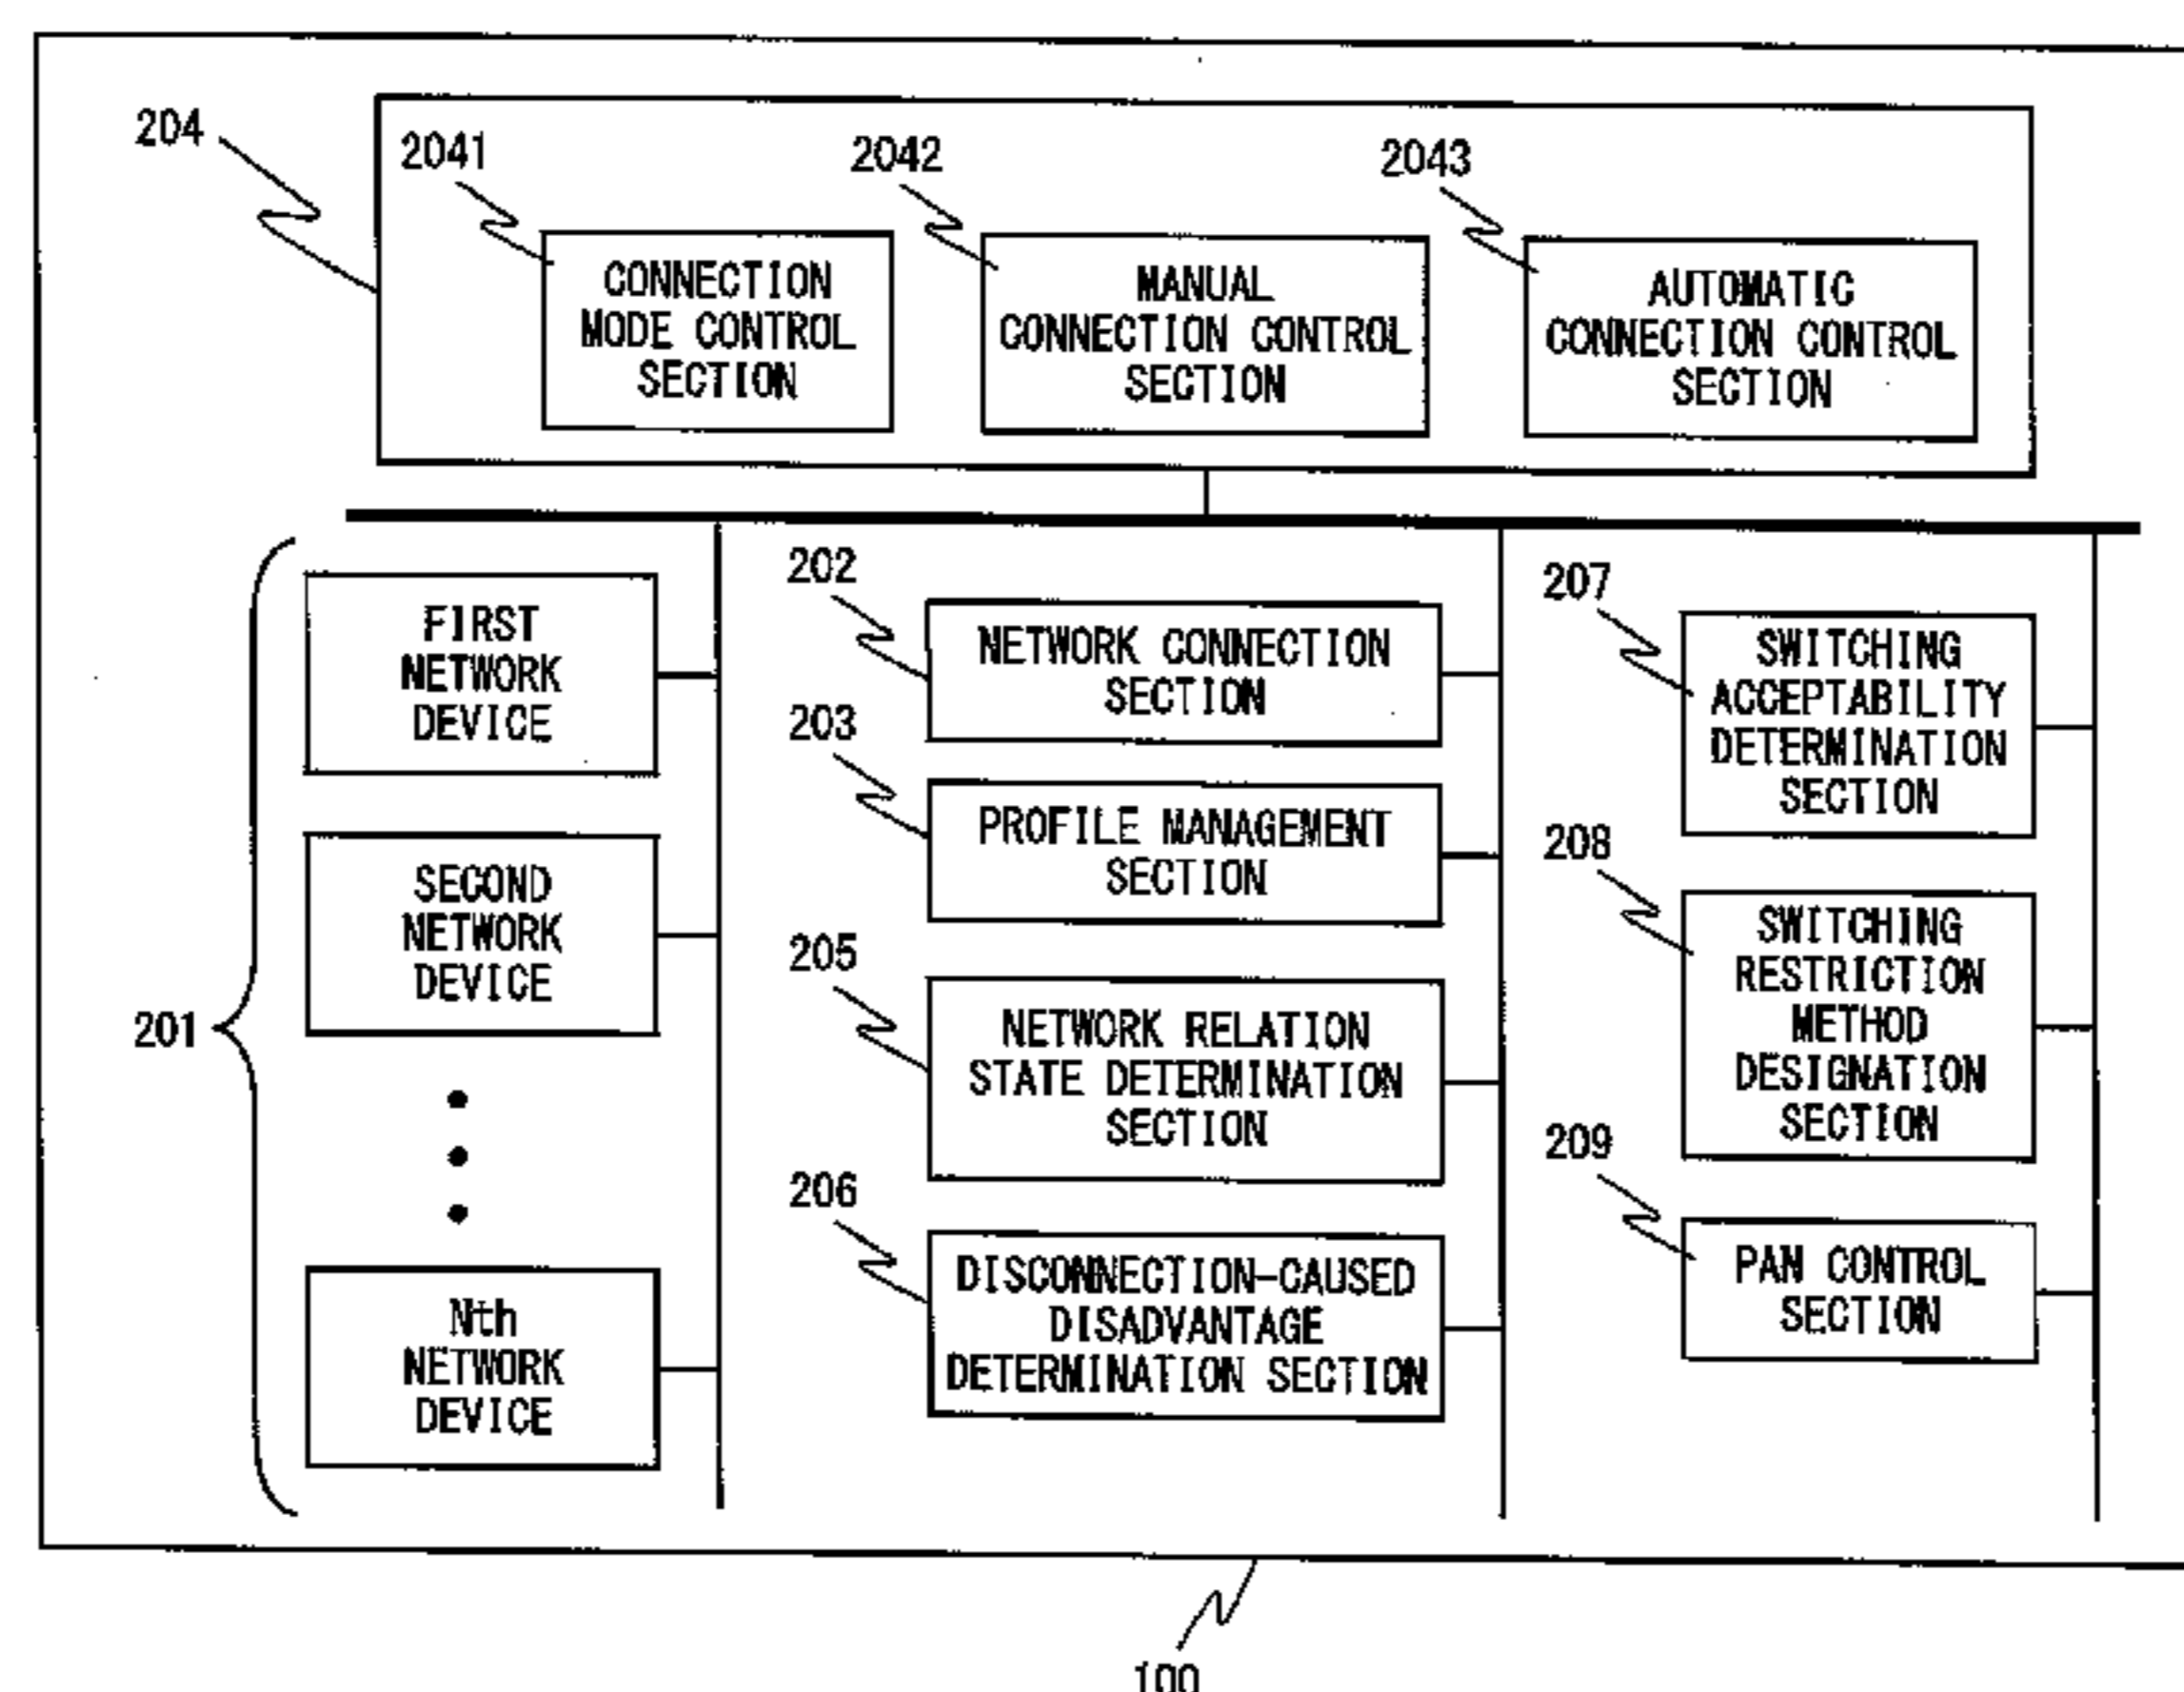 204
2041
CONNECTION
MODE CONTROL
SECTION
2042
MANUAL
CONNECTION CONTROL
SECTION
2043
AUTOMATIC
CONNECTION CONTROL
SECTION
201
FIRST
NETWORK
DEVICE
SECOND
NETWORK
DEVICE
Nth
NETWORK
DEVICE
202
NETWORK CONNECTION
SECTION
203
PROFILE MANAGEMENT
SECTION
205
NETWORK RELATION
STATE DETERMINATION
SECTION
206
DISCONNECTION-CAUSED
DISADVANTAGE
DETERMINATION SECTION
207
SWITCHING
ACCEPTABILITY
DETERMINATION
SECTION
208
SWITCHING
RESTRICTION
METHOD
DESIGNATION
SECTION
209
PAN CONTROL
SECTION
100